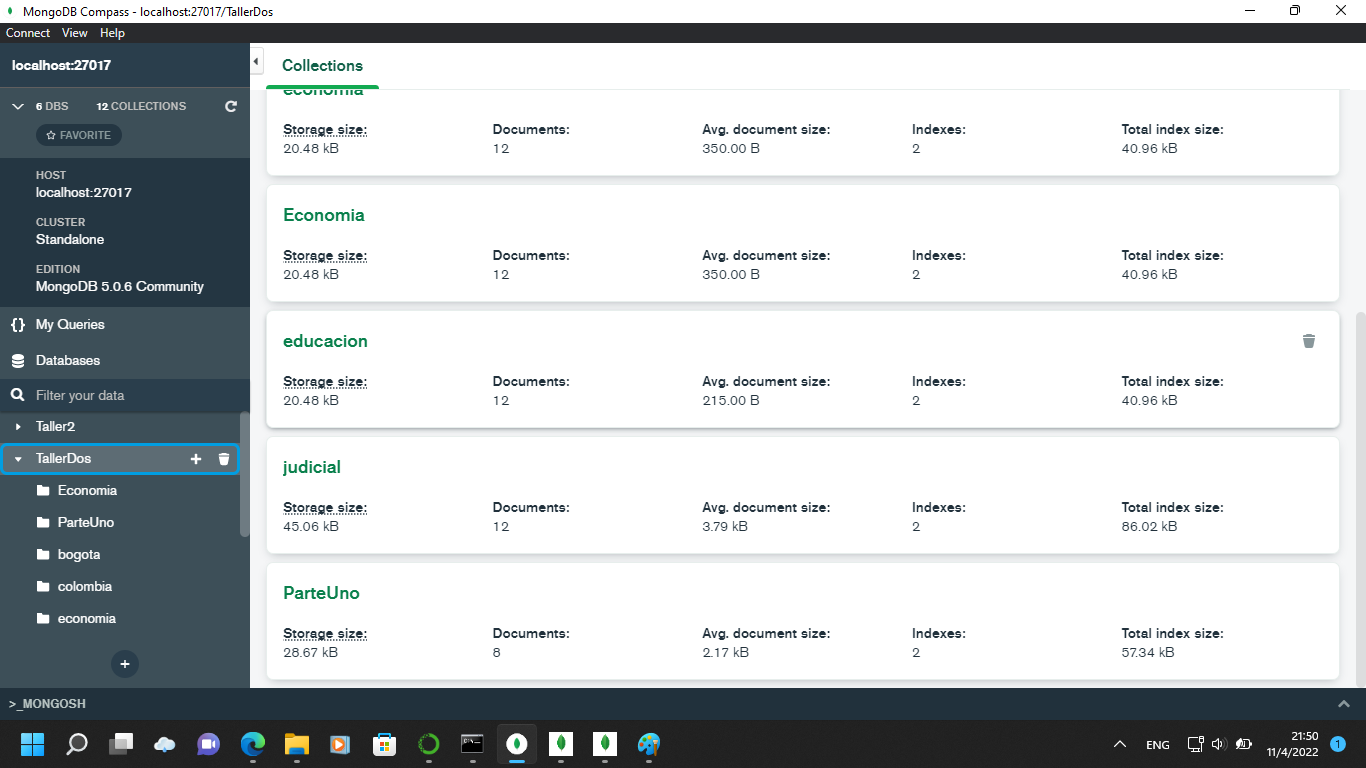 MongoDB Compass - localhost:27017/TallerDos
Connect View Help
localhost:27017
6 DBS 12 COLLECTIONS
FAVORITE
HOST
localhost:27017
CLUSTER
Standalone
EDITION
MongoDB 5.0.6 Community
{} My Queries
Databases
Filter your data
Taller2
TallerDos
Economia
ParteUno
bogota
colombia
economia
Collections
economia
Storage size: Documents: Avg. document size: Indexes: Total index size:
20.48 kB 12 350.00 B 2 40.96 kB
Economia
Storage size: Documents: Avg. document size: Indexes: Total index size:
20.48 kB 12 350.00 B 2 40.96 kB
educacion
Storage size: Documents: Avg. document size: Indexes: Total index size:
20.48 kB 12 215.00 B 2 40.96 kB
judicial
Storage size: Documents: Avg. document size: Indexes: Total index size:
45.06 kB 12 3.79 kB 2 86.02 kB
ParteUno
Storage size: Documents: Avg. document size: Indexes: Total index size:
28.67 kB 8 2.17 kB 2 57.34 kB
>_MONGOSH
ENG
21:50
11/4/2022
1